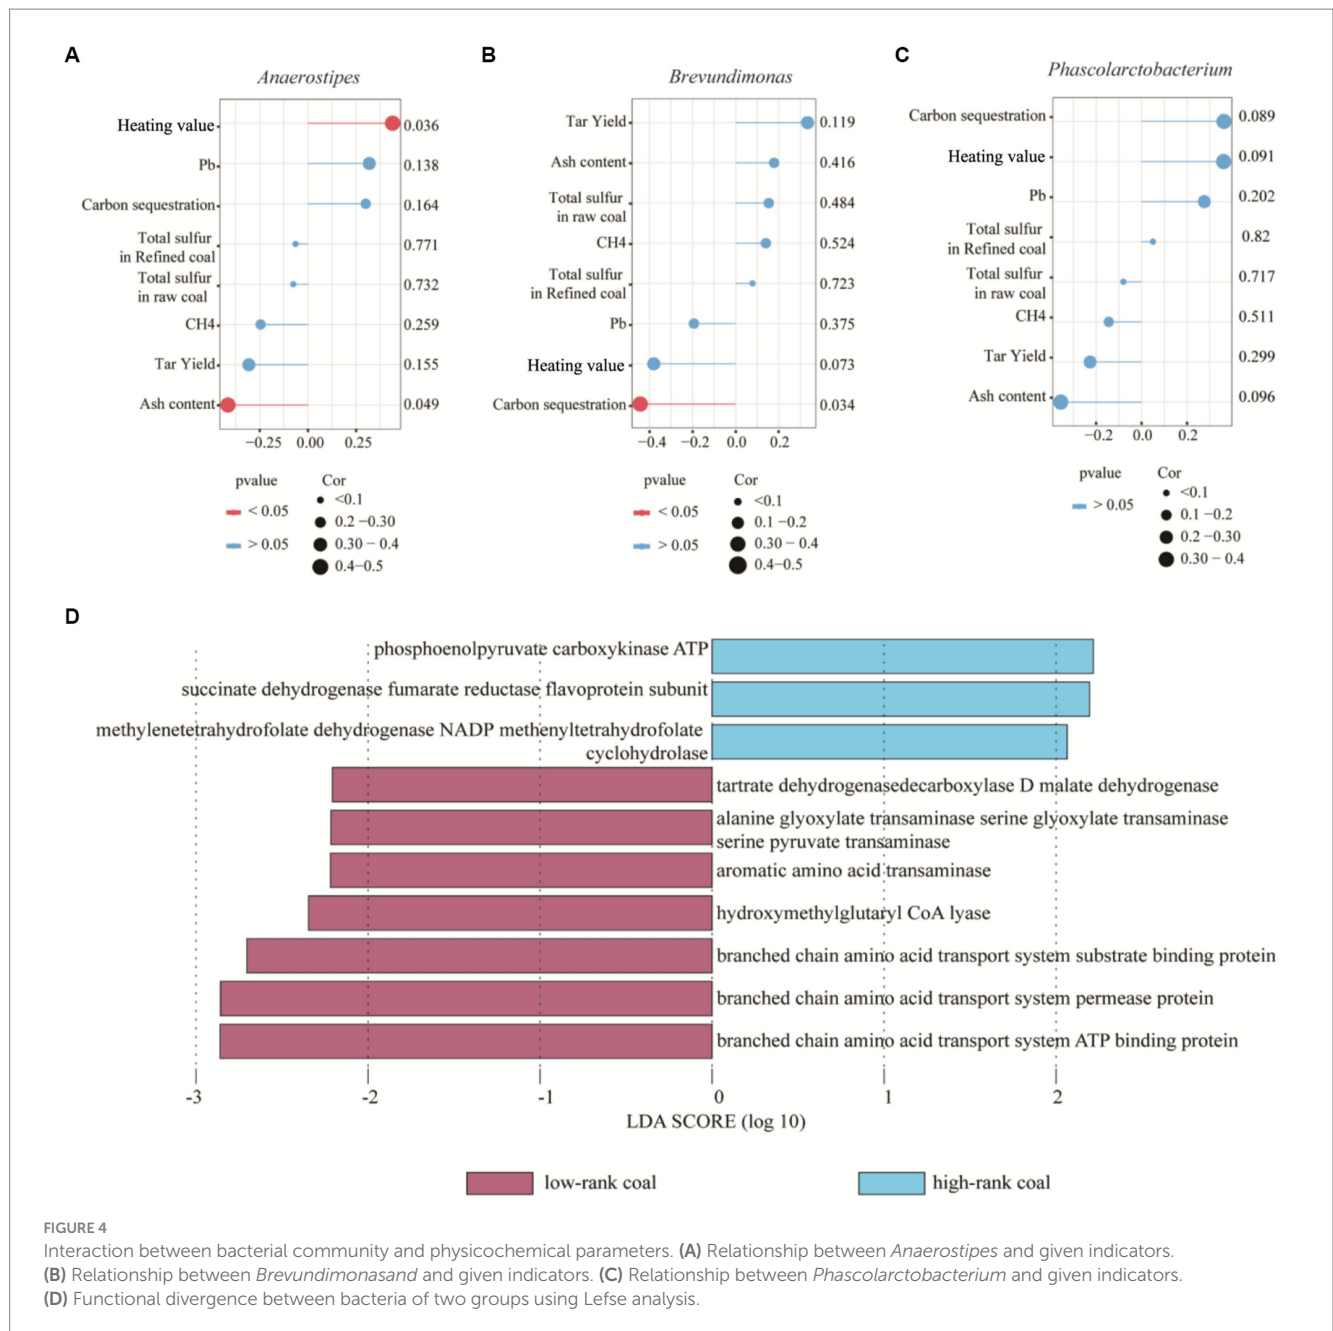 A
Anaerostipes
Heating value
0.036
Pb
0.138
Carbon sequestration
0.164
Total sulfur
in Refined coal
0.771
Total sulfur
in raw coal
0.732
CH4
0.259
Tar Yield
0.155
Ash content
0.049
−0.25 0.00 0.25
pvalue
< 0.05
> 0.05
Cor
<0.1
0.2 −0.30
0.30 − 0.4
0.4−0.5
B
Brevundimonas
Tar Yield
0.119
Ash content
0.416
Total sulfur
in raw coal
0.484
CH4
0.524
Total sulfur
in Refined coal
0.723
Pb
0.375
Heating value
0.073
Carbon sequestration
0.034
−0.4 −0.2 0.0 0.2
pvalue
< 0.05
> 0.05
Cor
<0.1
0.1 −0.2
0.30 − 0.4
0.4−0.5
C
Phascolarctobacterium
Carbon sequestration
0.089
Heating value
0.091
Pb
0.202
Total sulfur
in Refined coal
0.82
Total sulfur
in raw coal
0.717
CH4
0.511
Tar Yield
0.299
Ash content
0.096
−0.2 0.0 0.2
pvalue
> 0.05
Cor
<0.1
0.1 −0.2
0.2 −0.30
0.30 − 0.4
D
phosphoenolpyruvate carboxykinase ATP
succinate dehydrogenase fumarate reductase flavoprotein subunit
methylenetetrahydrofolate dehydrogenase NADP methenyltetrahydrofolate
cyclohydrolase
tartrate dehydrogenasedecarboxylase D malate dehydrogenase
alanine glyoxylate transaminase serine glyoxylate transaminase
serine pyruvate transaminase
aromatic amino acid transaminase
hydroxymethylglutaryl CoA lyase
branched chain amino acid transport system substrate binding protein
branched chain amino acid transport system permease protein
branched chain amino acid transport system ATP binding protein
-3 -2 -1 0 1 2
LDA SCORE (log 10)
low-rank coal
high-rank coal
FIGURE 4
Interaction between bacterial community and physicochemical parameters. (A) Relationship between Anaerostipes and given indicators.
(B) Relationship between Brevundimonasand and given indicators. (C) Relationship between Phascolarctobacterium and given indicators.
(D) Functional divergence between bacteria of two groups using Lefse analysis.